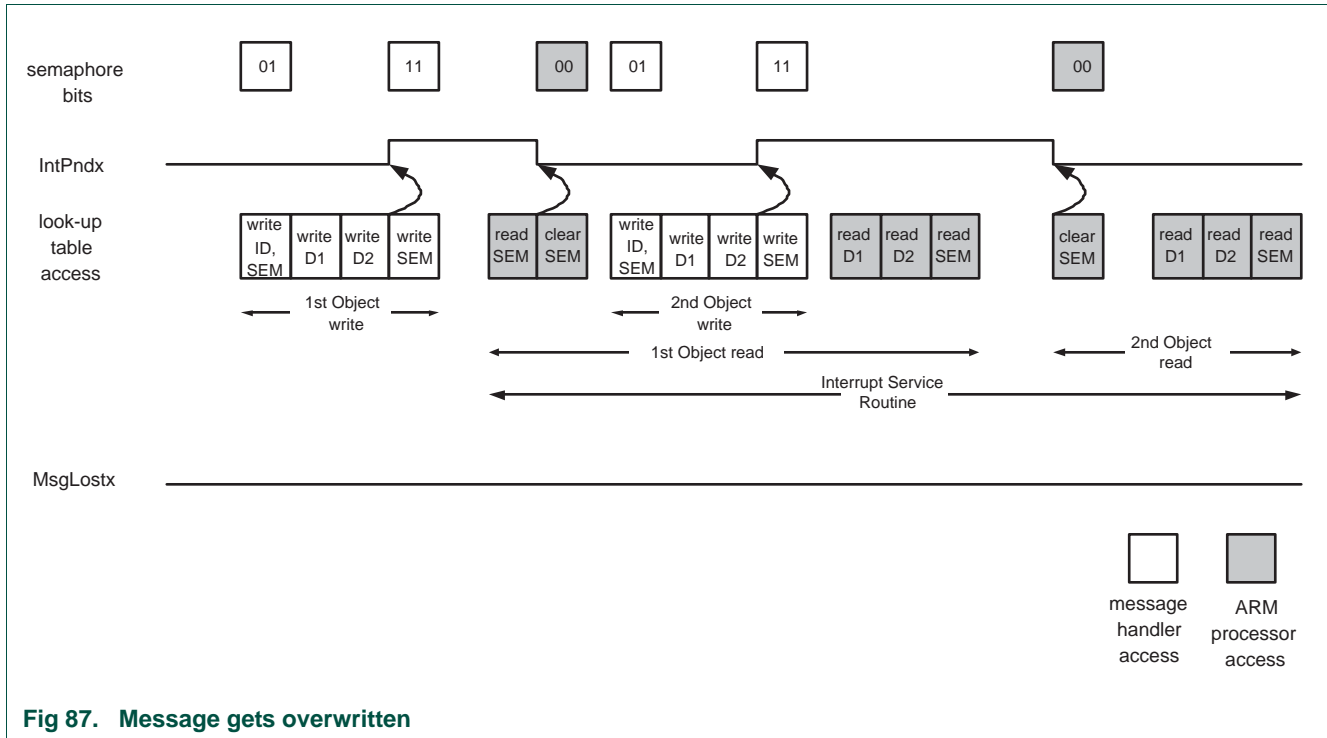 semaphore
bits
01
11
00
01
11
00
IntPndx
look-up
table
access
write
ID,
SEM
write
D1
write
D2
write
SEM
read
SEM
clear
SEM
write
ID,
SEM
write
D1
write
D2
write
SEM
read
D1
read
D2
read
SEM
clear
SEM
read
D1
read
D2
read
SEM
1st Object
write
2nd Object
write
1st Object read
2nd Object
read
Interrupt Service
Routine
MsgLostx
message
handler
access
ARM
processor
access
Fig 87. Message gets overwritten